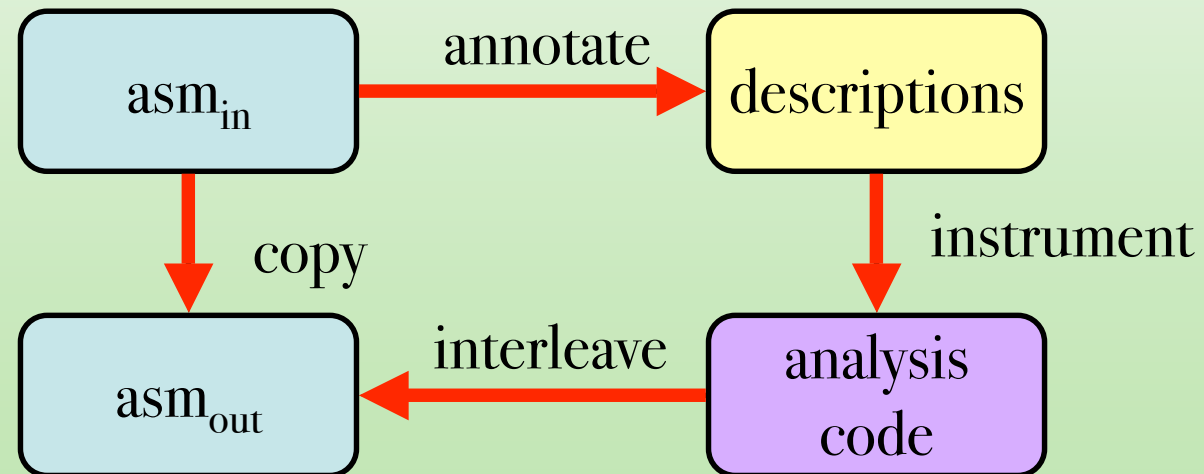 annotate
asm_in
descriptions
copy
instrument
interleave
asm_out
analysis
code